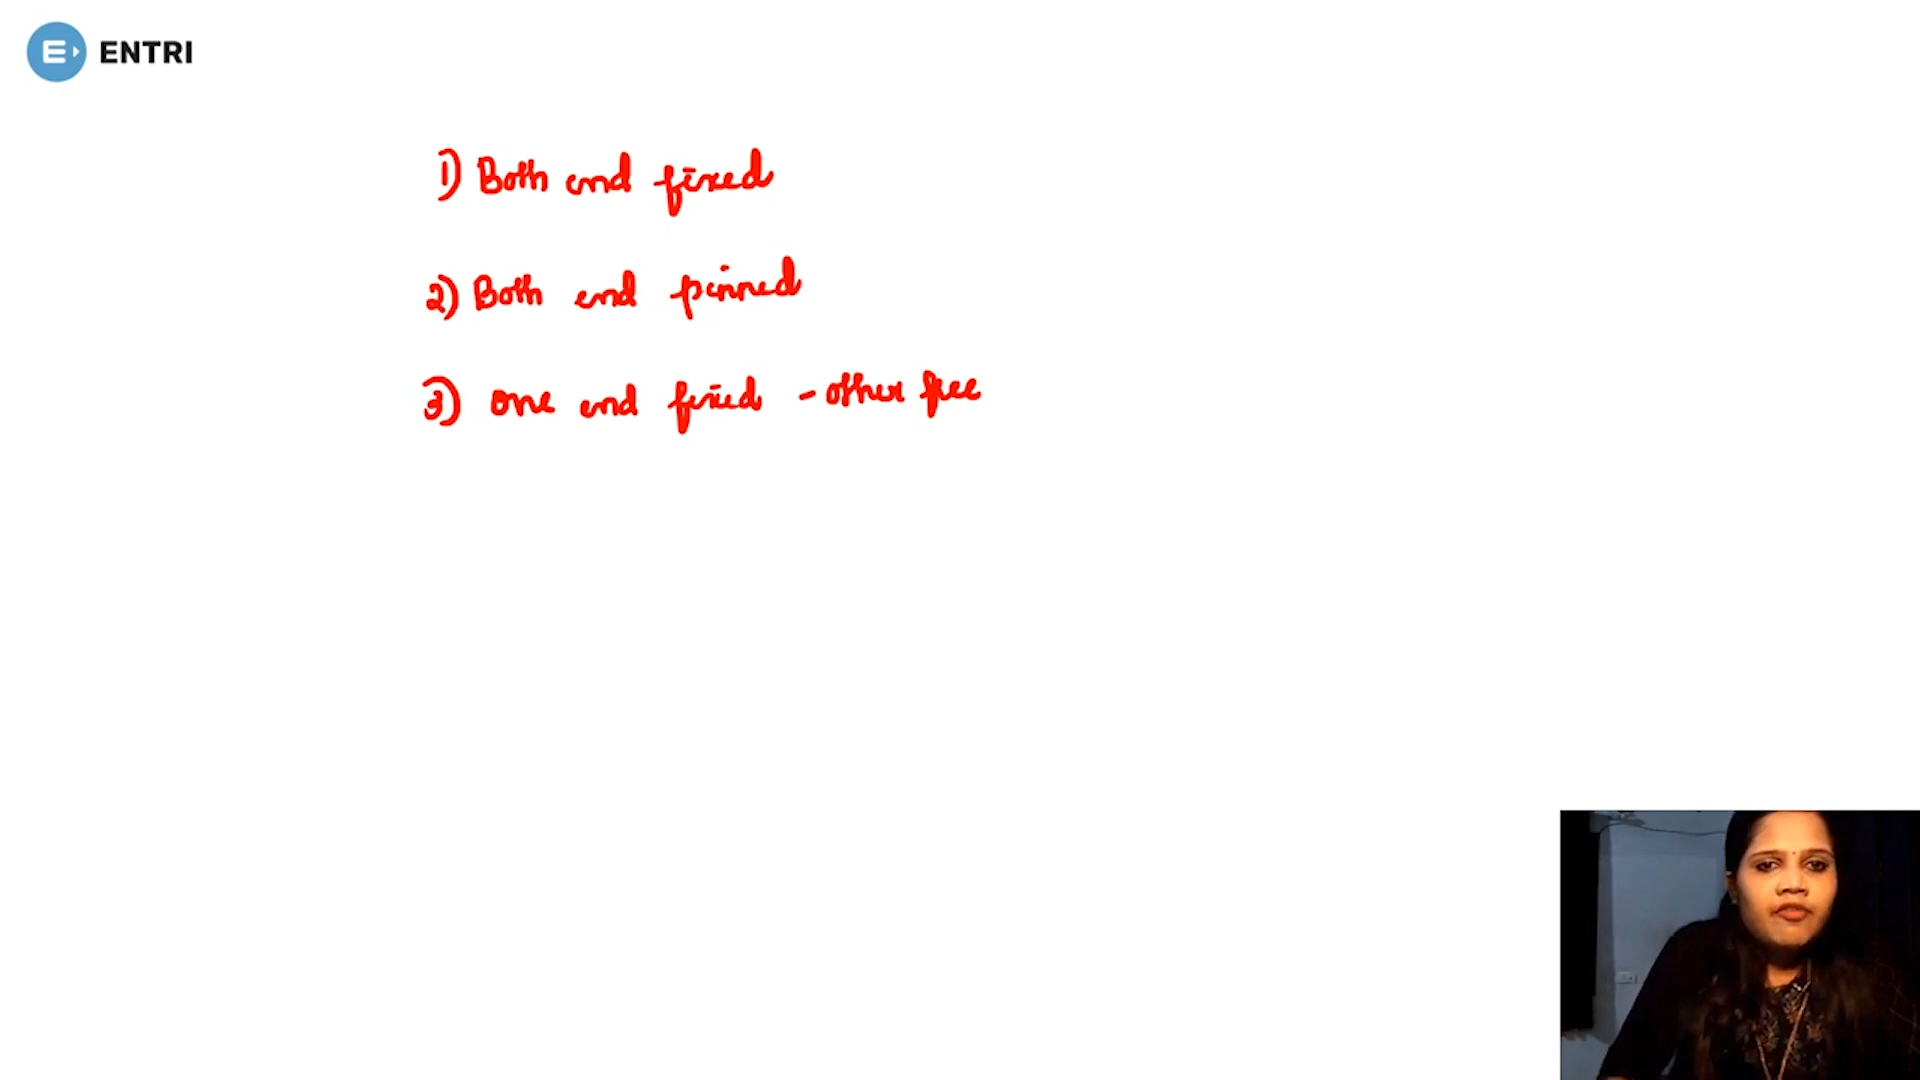 ENTRI
1) Both end fixed
2) Both end pinned
3) one end fixed - other free